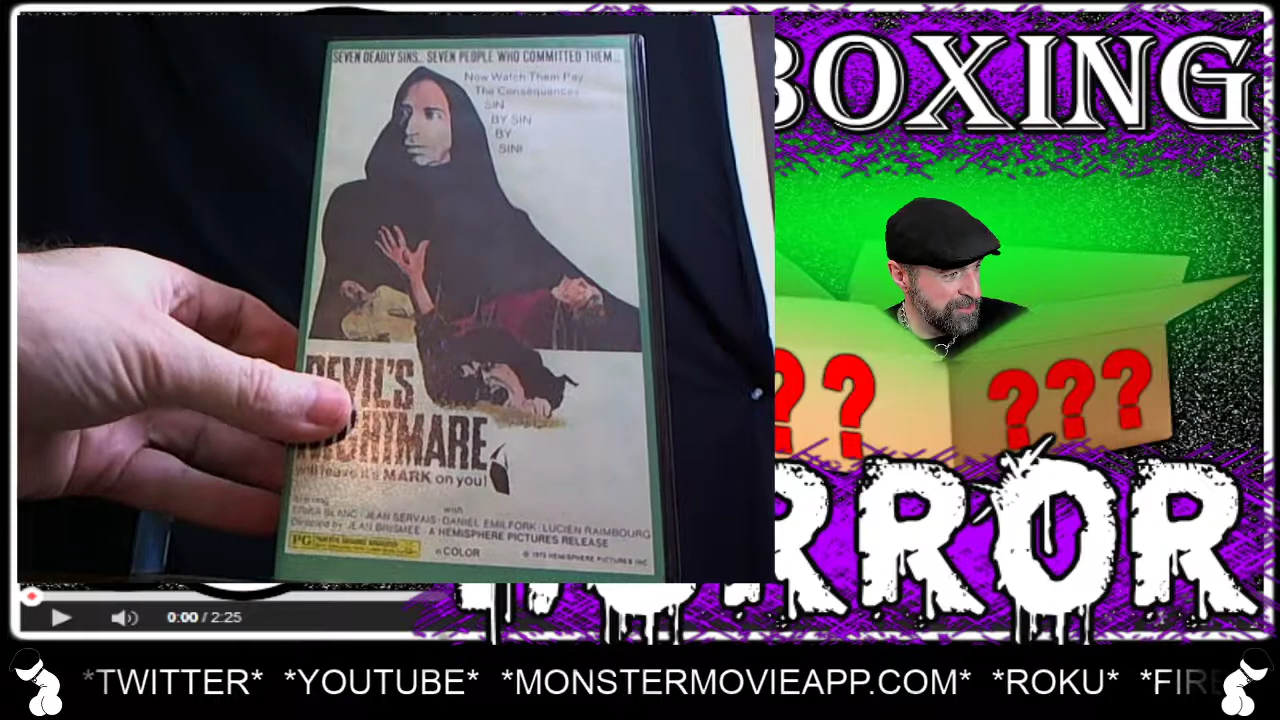 SEVEN DEADLY SINS... SEVEN PEOPLE WHO COMMITTED THEM...
Now Watch Them Pay
The Consequences
SIN
BY SIN
BY
SIN!
DEVIL'S
NIGHTMARE
will leave it's MARK on you!
Starring
with
ERIKA BLANC · JEAN SERVAIS · DANIEL EMILFORK · LUCIEN RAIMBOURG
Directed by JEAN BRISMEE · A HEMISPHERE PICTURES RELEASE
PG
COLOR
© 1973 HEMISPHERE PICTURES INC
BOXING
?? ???
RROR
0:00 / 2:25
*TWITTER* *YOUTUBE* *MONSTERMOVIEAPP.COM* *ROKU* *FIRE